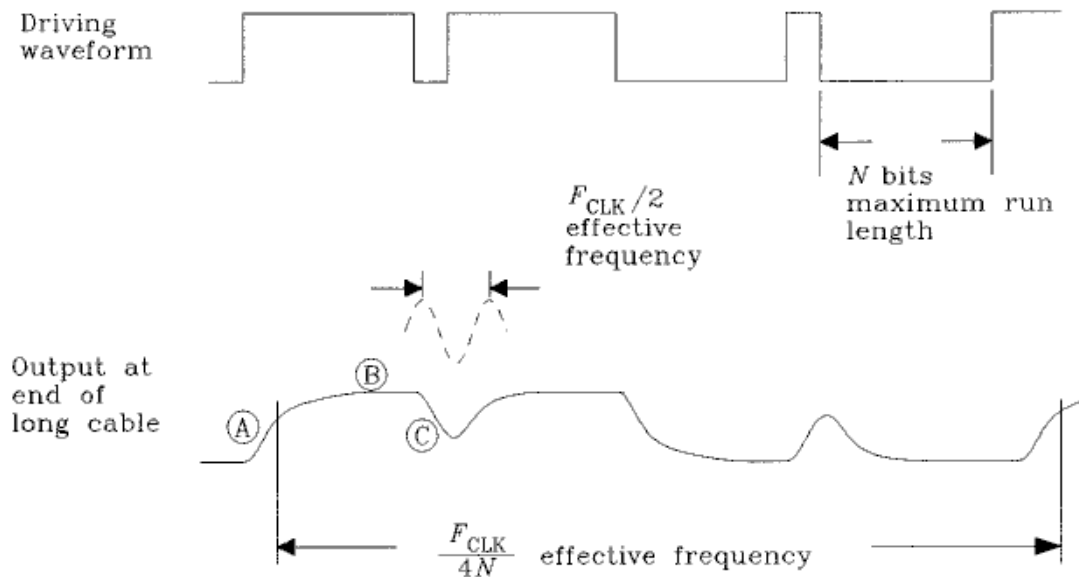 Driving
waveform
N bits
maximum run
length
F_CLK/2
effective
frequency
Output at
end of
long cable
A
B
C
F_CLK/4N effective frequency